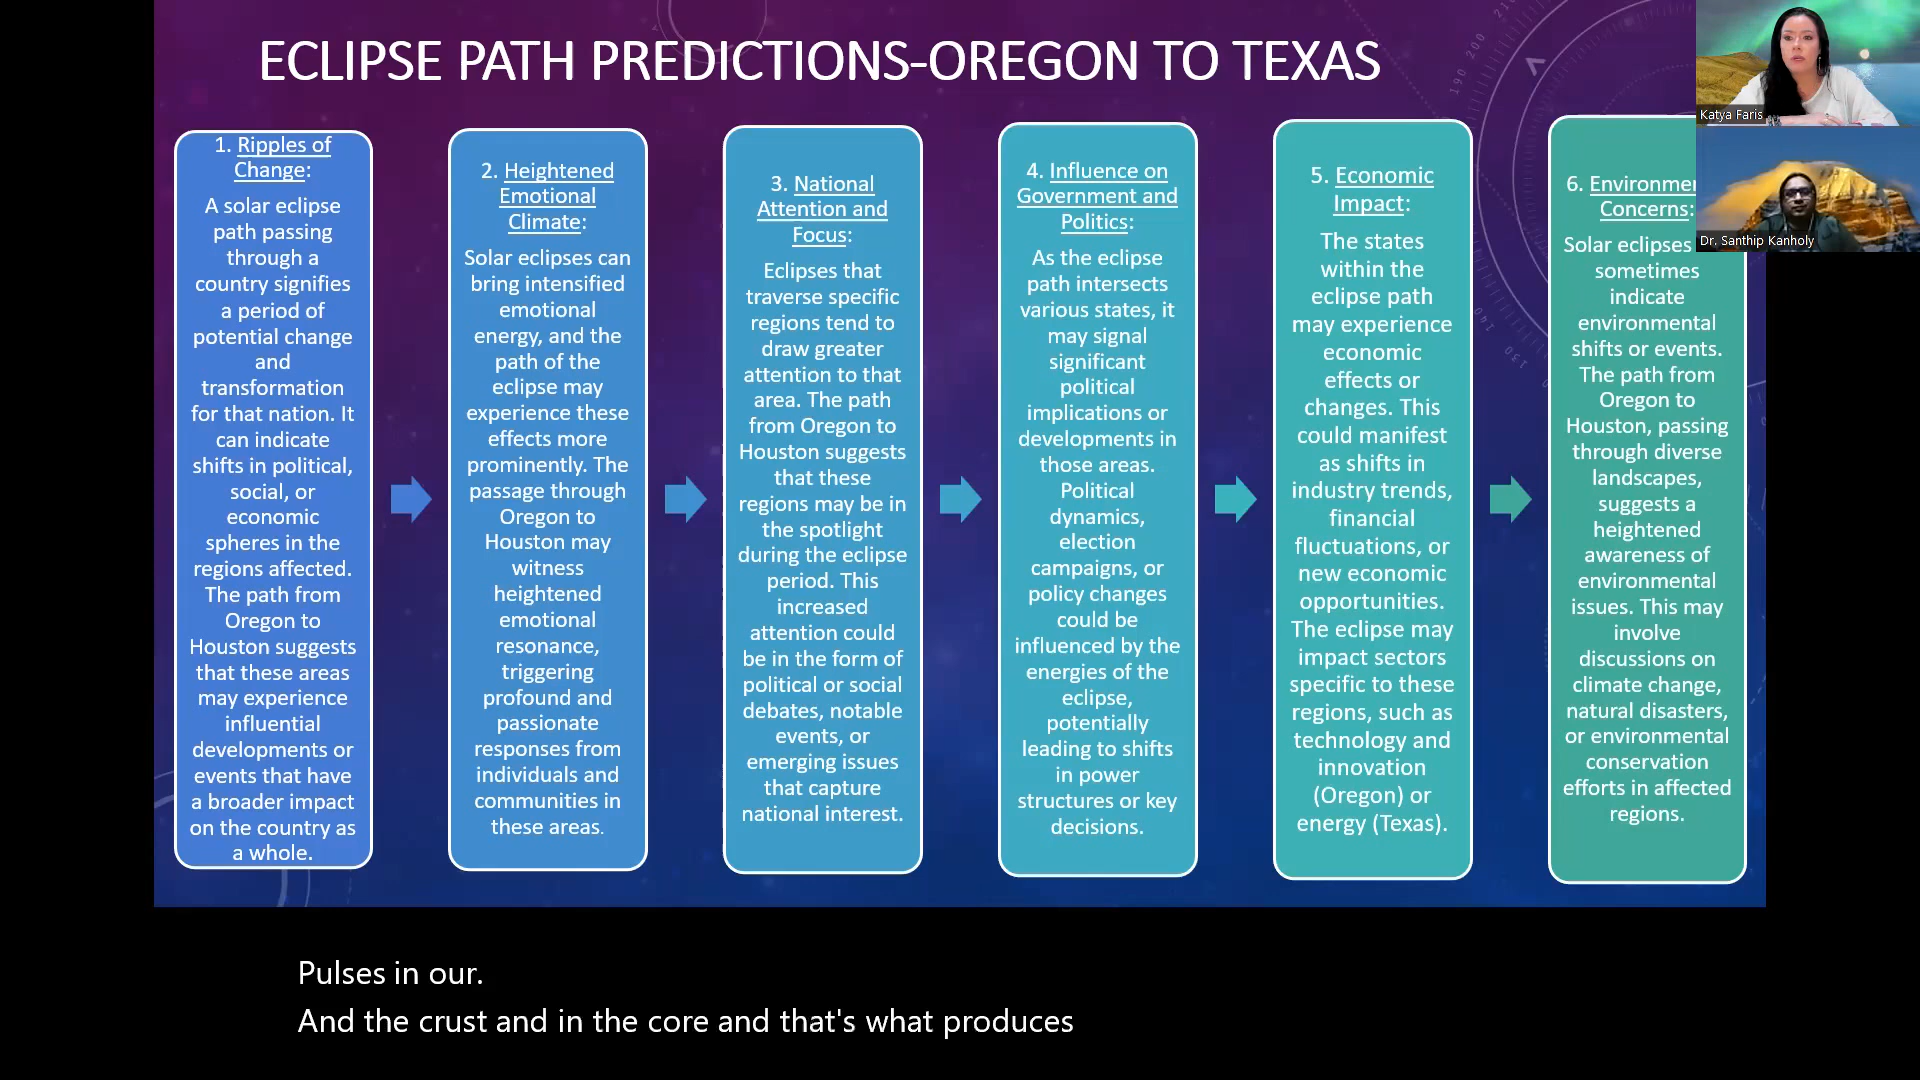 ECLIPSE PATH PREDICTIONS-OREGON TO TEXAS
1. Ripples of
Change:
A solar eclipse
path passing
through a
country signifies
a period of
potential change
and
transformation
for that nation. It
can indicate
shifts in political,
social, or
economic
spheres in the
regions affected.
The path from
Oregon to
Houston suggests
that these areas
may experience
influential
developments or
events that have
a broader impact
on the country as
a whole.
2. Heightened
Emotional
Climate:
Solar eclipses can
bring intensified
emotional
energy, and the
path of the
eclipse may
experience these
effects more
prominently. The
passage through
Oregon to
Houston may
witness
heightened
emotional
resonance,
triggering
profound and
passionate
responses from
individuals and
communities in
these areas.
3. National
Attention and
Focus:
Eclipses that
traverse specific
regions tend to
draw greater
attention to that
area. The path
from Oregon to
Houston suggests
that these
regions may be in
the spotlight
during the eclipse
period. This
increased
attention could
be in the form of
political or social
debates, notable
events, or
emerging issues
that capture
national interest.
4. Influence on
Government and
Politics:
As the eclipse
path intersects
various states, it
may signal
significant
political
implications or
developments in
those areas.
Political
dynamics,
election
campaigns, or
policy changes
could be
influenced by the
energies of the
eclipse,
potentially
leading to shifts
in power
structures or key
decisions.
5. Economic
Impact:
The states
within the
eclipse path
may experience
economic
effects or
changes. This
could manifest
as shifts in
industry trends,
financial
fluctuations, or
new economic
opportunities.
The eclipse may
impact sectors
specific to these
regions, such as
technology and
innovation
(Oregon) or
energy (Texas).
6.
Concerns:
Solar eclipses
sometimes
indicate
environmental
shifts or events.
The path from
Oregon to
Houston, passing
through diverse
landscapes,
suggests a
heightened
awareness of
environmental
issues. This may
involve
discussions on
climate change,
natural disasters,
or environmental
conservation
efforts in affected
regions.
190 200 210
140
130
Katya Faris
Dr. Santhip Kanholy
Pulses in our.
And the crust and in the core and that's what produces